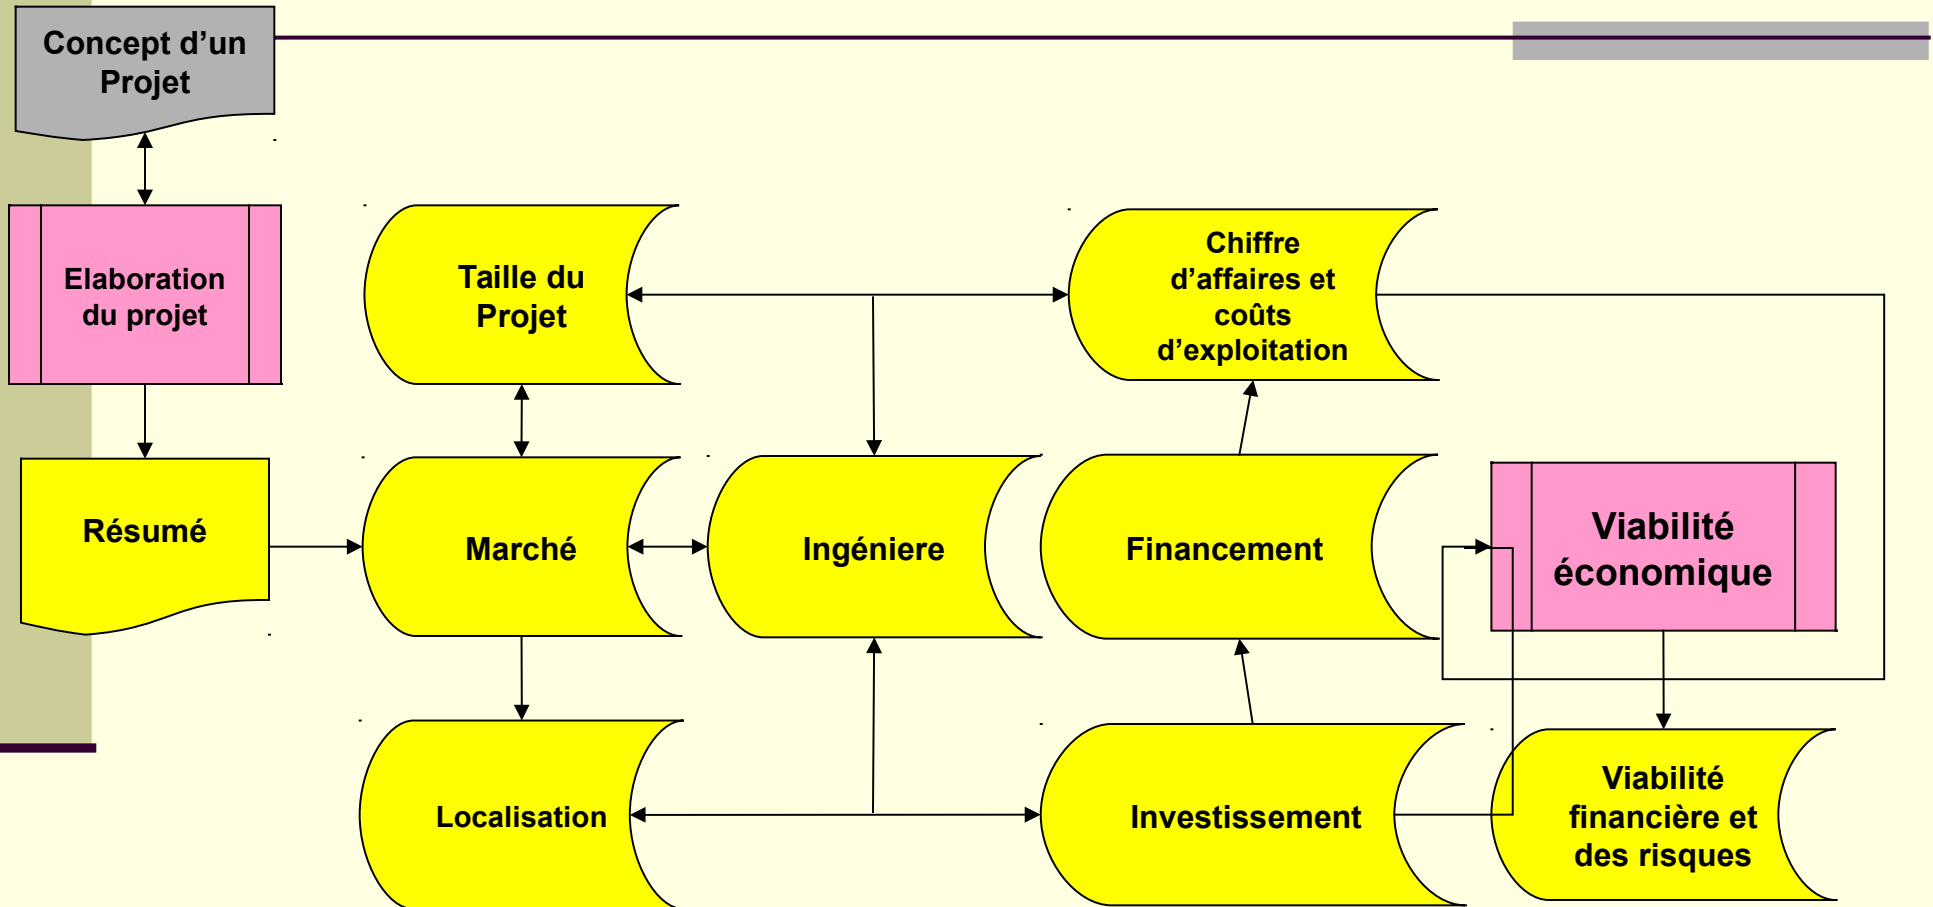 Concept d’un
Projet
Elaboration
du projet
Taille du
Projet
Chiffre
d’affaires et
coûts
d’exploitation
Résumé
Marché
Ingéniere
Financement
Viabilité
économique
Localisation
Investissement
Viabilité
financière et
des risques